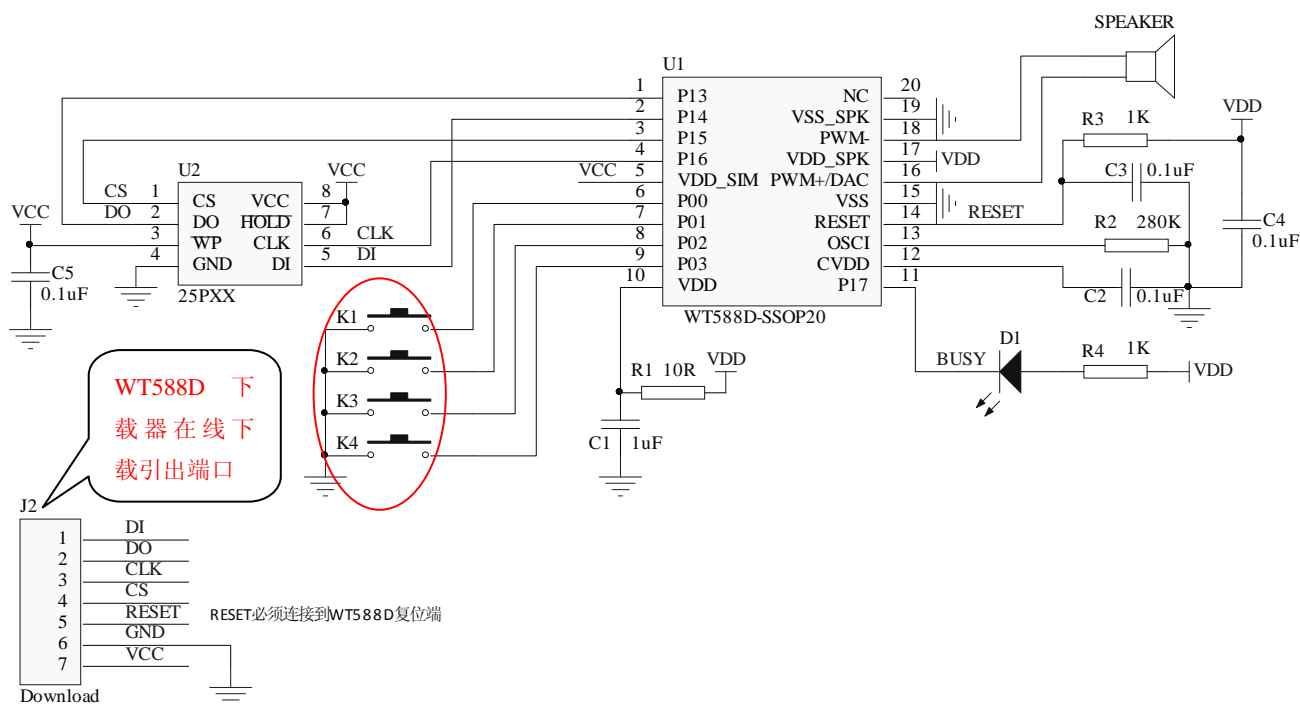 SPEAKER
U1
1 P13
2 P14
3 P15
4 P16
VCC 5 VDD_SIM
6 P00
7 P01
8 P02
9 P03
10 VDD
NC 20
VSS_SPK 19
PWM- 18
VDD_SPK 17 VDD
PWM+/DAC 16
VSS 15
RESET 14 RESET
OSCI 13
CVDD 12
P17 11
WT588D-SSOP20
R3 1K
VDD
C3 0.1uF
R2 280K
C4
0.1uF
C2 0.1uF
D1
BUSY
R4 1K
VDD
U2
VCC
CS 1 CS
DO 2 DO
3 WP
4 GND
VCC 8
HOLD 7
CLK 6 CLK
DI 5 DI
25PXX
VCC
C5
0.1uF
K1
K2
K3
K4
R1 10R
VDD
C1 1uF
WT588D 下
载器在线下
载引出端口
J2
1 DI
2 DO
3 CLK
4 CS
5 RESET
6 GND
7 VCC
Download
RESET必须连接到WT588D复位端